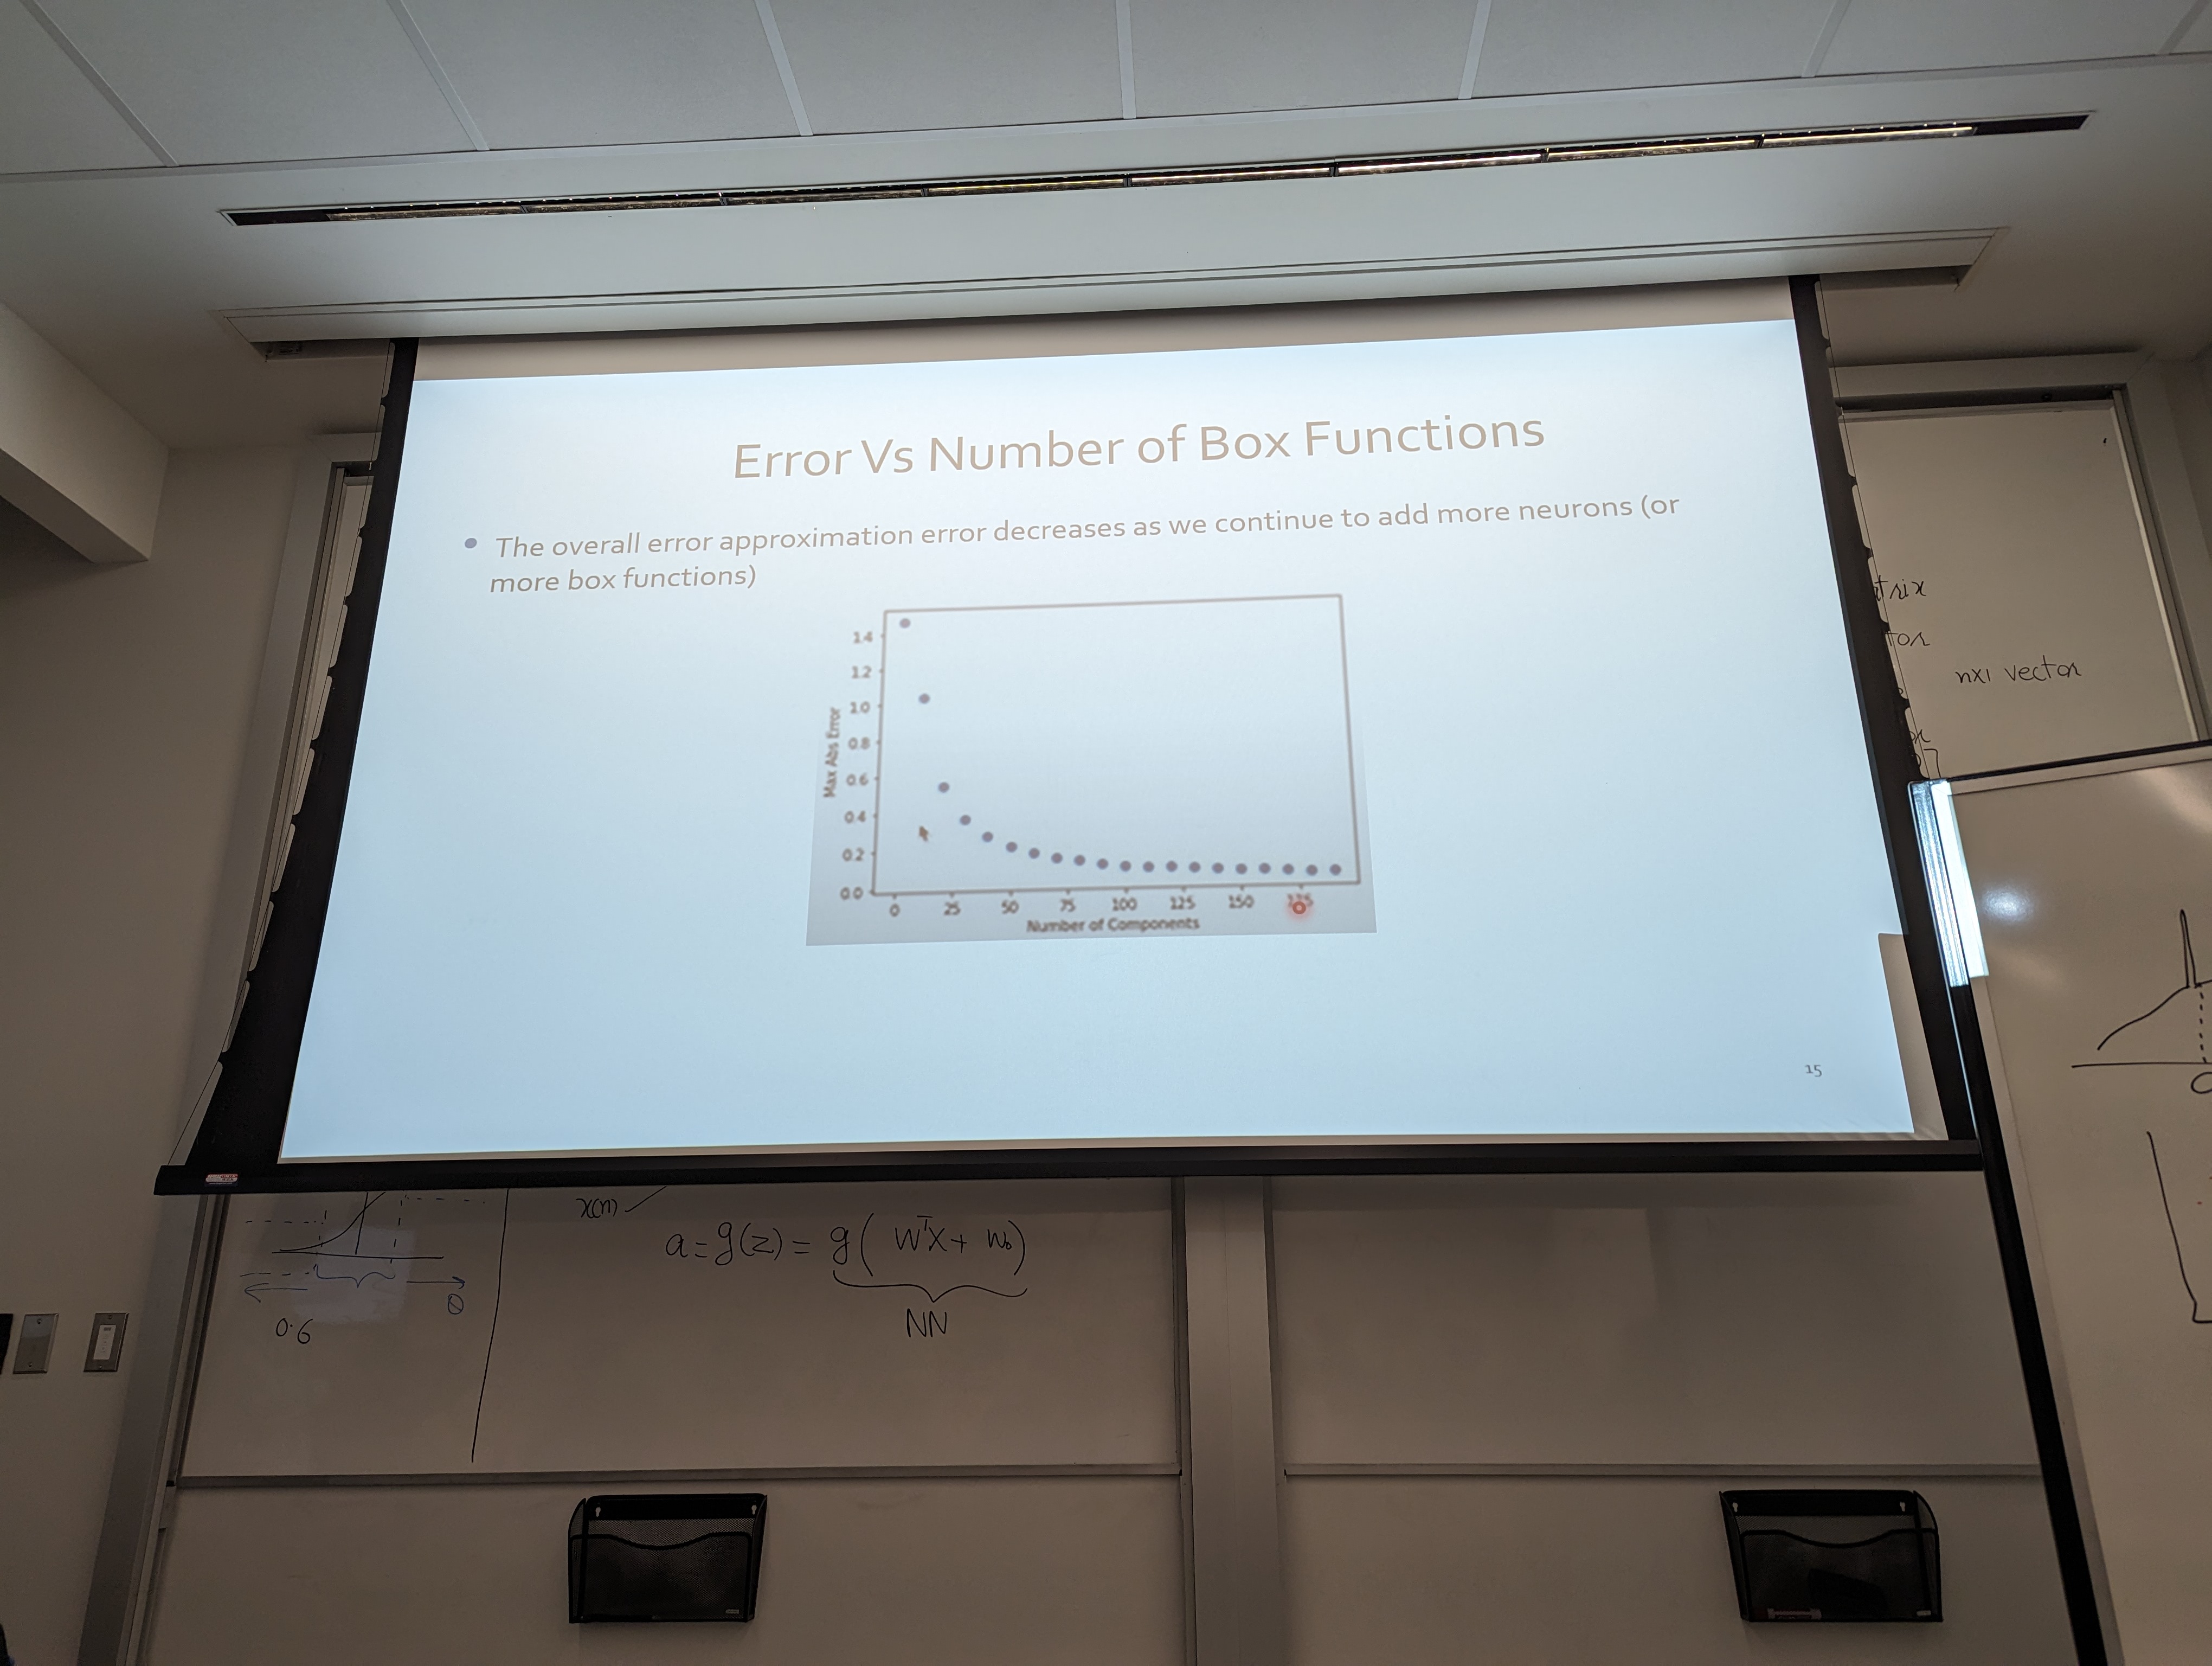 Error Vs Number of Box Functions
• The overall error approximation error decreases as we continue to add more neurons (or
more box functions)
1.4
1.2
1.0
0.8
0.6
0.4
0.2
0.0
Max Abs Error
0 25 50 75 100 125 150
Number of Components
15
trix
tor
nx1 vector
x(n)
a = g(z) = g( WᵀX + w₀)
NN
0
0.6